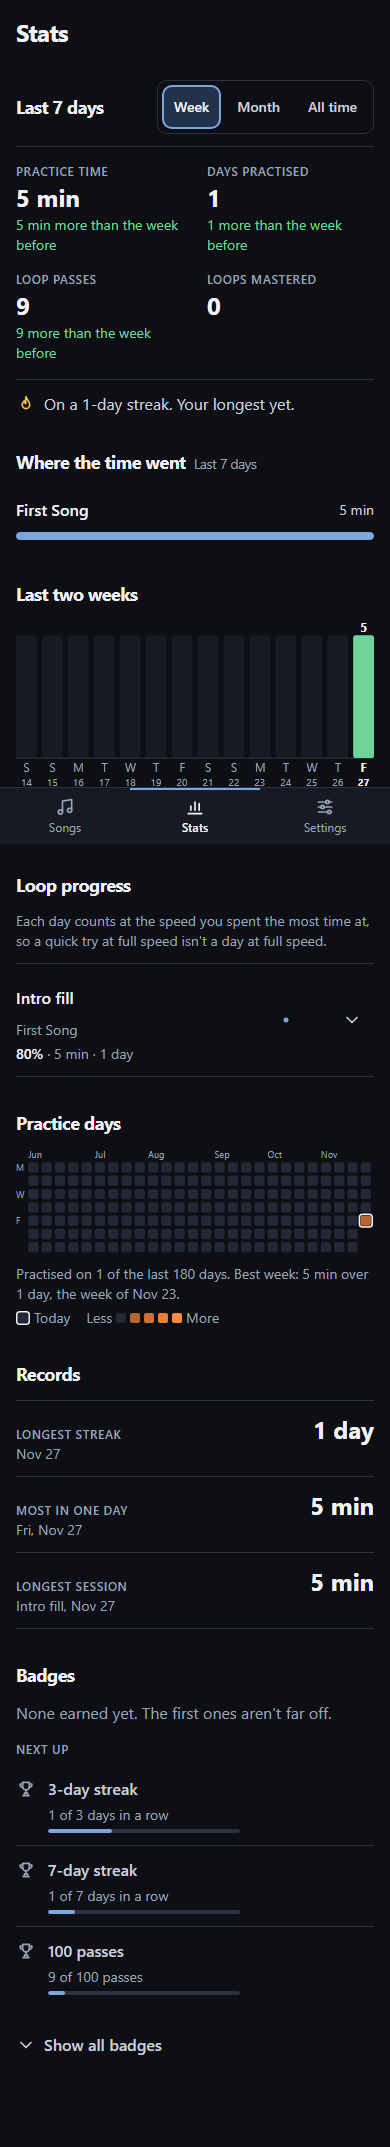 Stats
Last 7 days
Week Month All time
PRACTICE TIME
5 min
5 min more than the week
before
DAYS PRACTISED
1
1 more than the week
before
LOOP PASSES
9
9 more than the week
before
LOOPS MASTERED
0
On a 1-day streak. Your longest yet.
Where the time went Last 7 days
First Song 5 min
Last two weeks
5
S S M T W T F S S M T W T F
14 15 16 17 18 19 20 21 22 23 24 25 26 27
Songs Stats Settings
Loop progress
Each day counts at the speed you spent the most time at,
so a quick try at full speed isn't a day at full speed.
Intro fill
First Song
80% · 5 min · 1 day
Practice days
Jun Jul Aug Sep Oct Nov
M
W
F
Practised on 1 of the last 180 days. Best week: 5 min over
1 day, the week of Nov 23.
Today Less More
Records
LONGEST STREAK
Nov 27
1 day
MOST IN ONE DAY
Fri, Nov 27
5 min
LONGEST SESSION
Intro fill, Nov 27
5 min
Badges
None earned yet. The first ones aren't far off.
NEXT UP
3-day streak
1 of 3 days in a row
7-day streak
1 of 7 days in a row
100 passes
9 of 100 passes
Show all badges